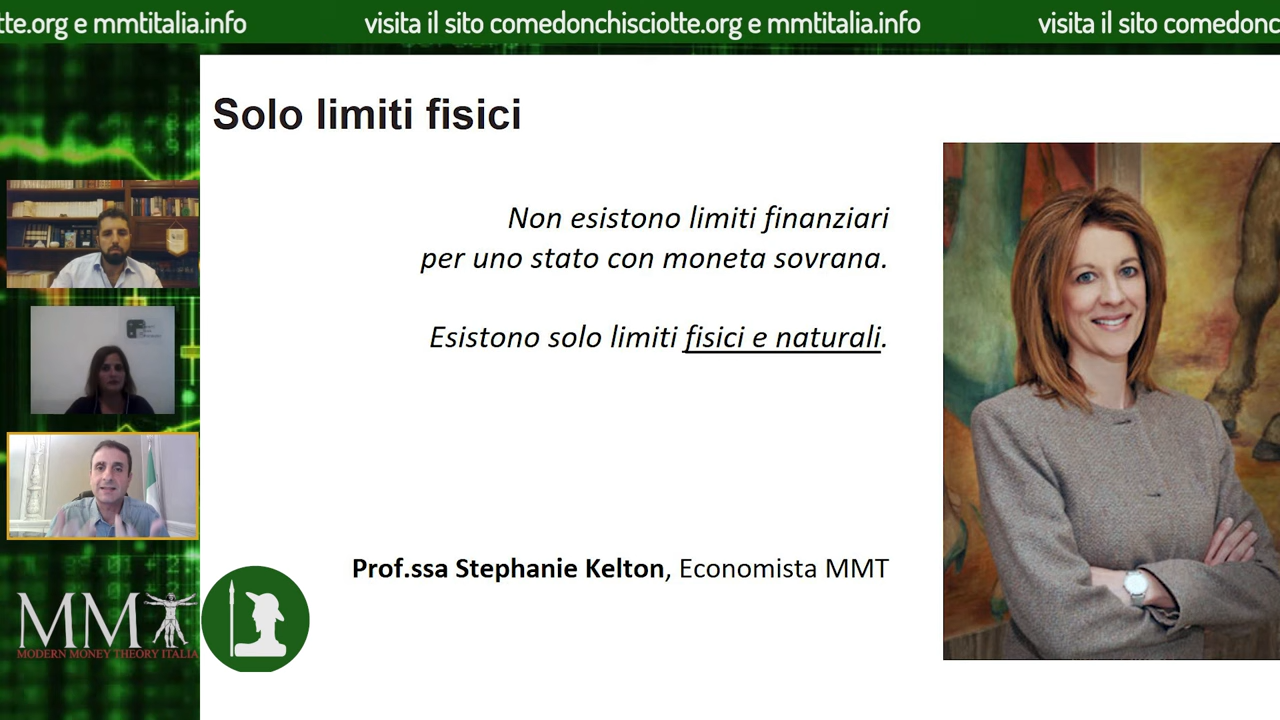 tte.org e mmtitalia.info visita il sito comedonchisciotte.org e mmtitalia.info visita il sito comedonc
Solo limiti fisici
Non esistono limiti finanziari
per uno stato con moneta sovrana.
Esistono solo limiti fisici e naturali.
Prof.ssa Stephanie Kelton, Economista MMT
MMT
MODERN MONEY THEORY ITALIA